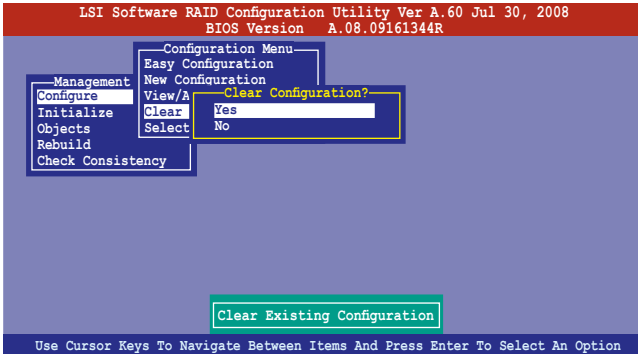 LSI Software RAID Configuration Utility Ver A.60 Jul 30, 2008
BIOS Version A.08.09161344R
Configuration Menu
Easy Configuration
New Configuration
View/A
Clear
Select
Management
Configure
Initialize
Objects
Rebuild
Check Consistency
Clear Configuration?
Yes
No
Clear Existing Configuration
Use Cursor Keys To Navigate Between Items And Press Enter To Select An Option